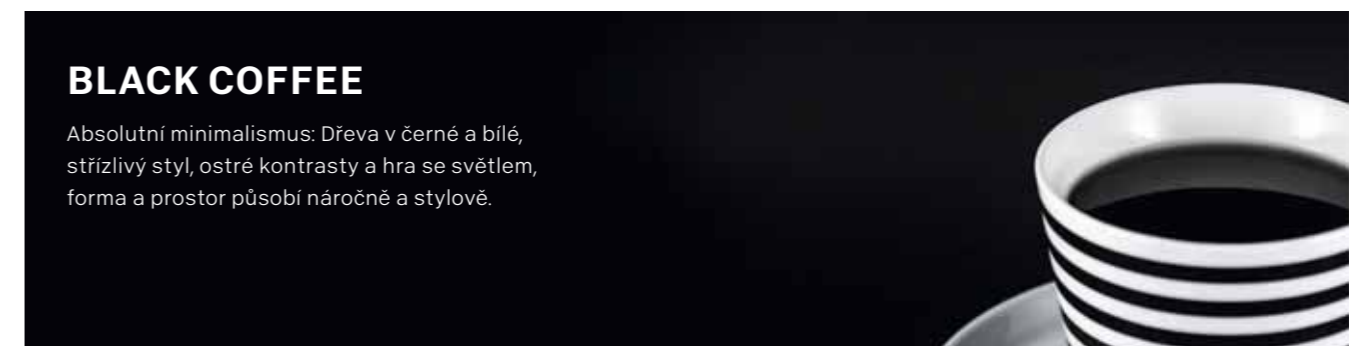 BLACK COFFEE
Absolutní minimalismus: Dřeva v černé a bílé,
střízlivý styl, ostré kontrasty a hra se světlem,
forma a prostor působí náročně a stylově.